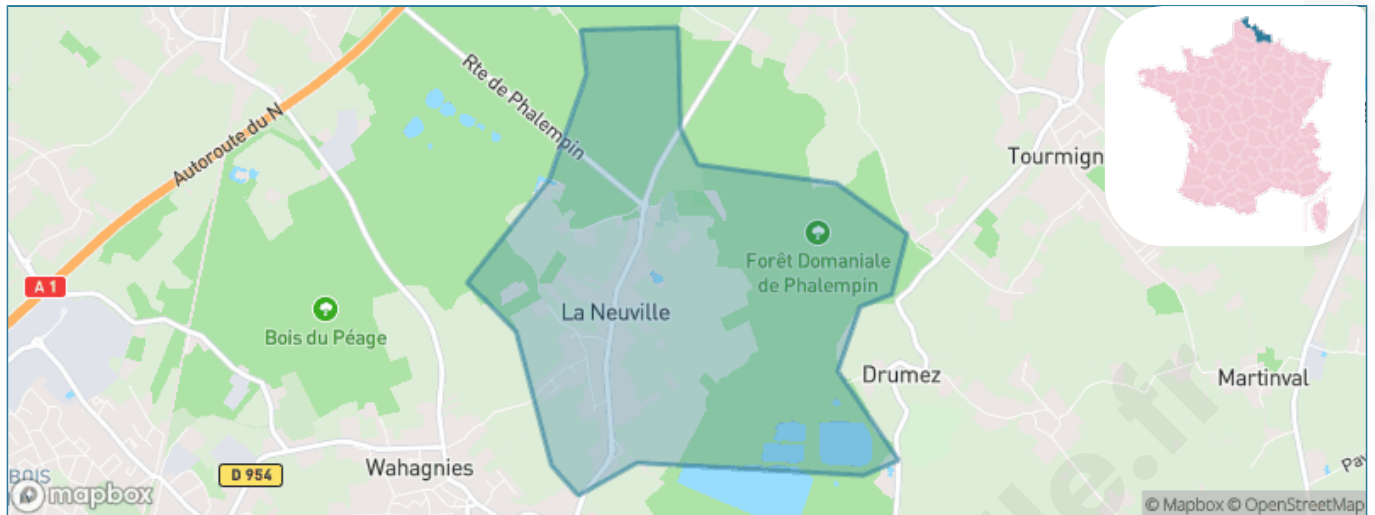 Rte de Phalempin
Autoroute du N
Tourmign
Forêt Domaniale
de Phalempin
A 1
La Neuville
Bois du Péage
Drumez
Martinval
Wahagnies
D 954
BOIS
Pav
mapbox
© Mapbox © OpenStreetMap